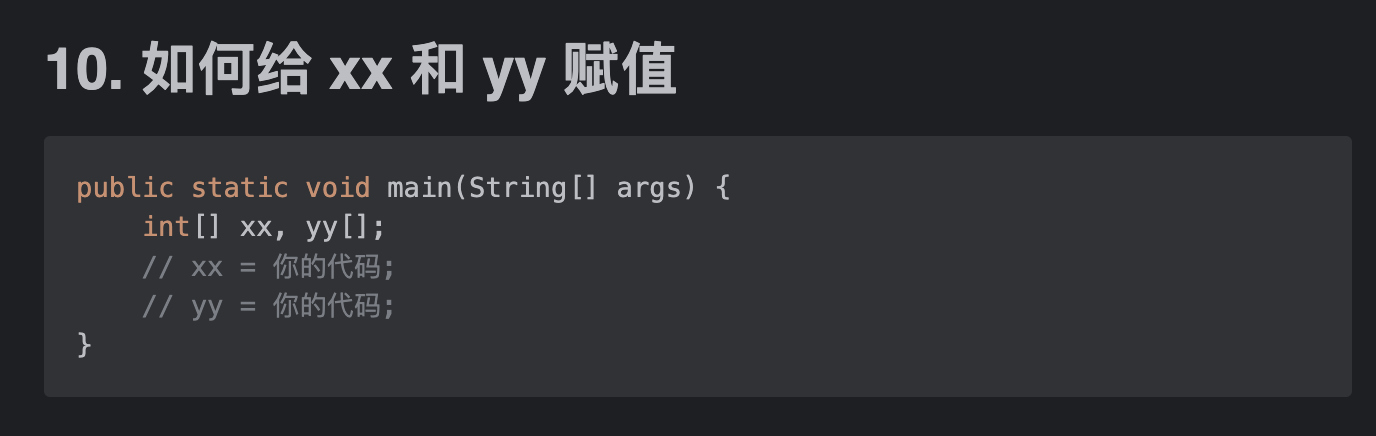 10. 如何给 xx 和 yy 赋值
public static void main(String[] args) {
    int[] xx, yy[];
    // xx = 你的代码;
    // yy = 你的代码;
}